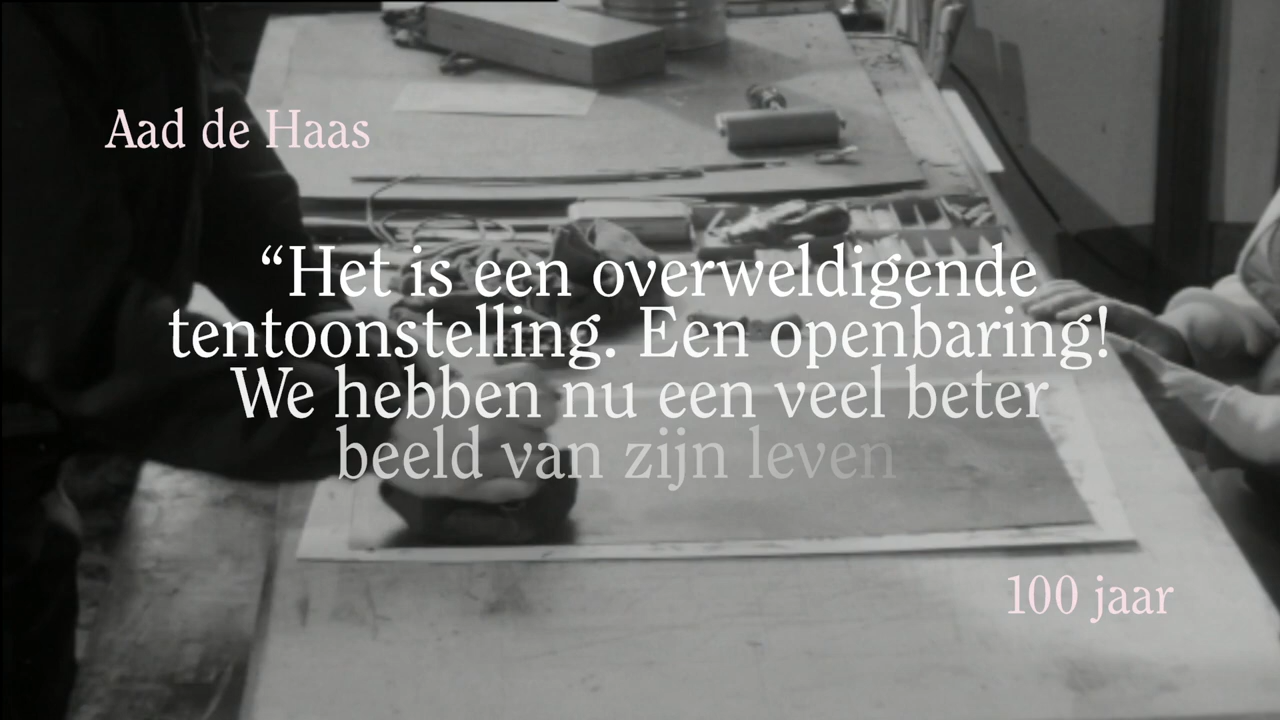 Aad de Haas
“Het is een overweldigende
tentoonstelling. Een openbaring!
We hebben nu een veel beter
beeld van zijn leven
100 jaar